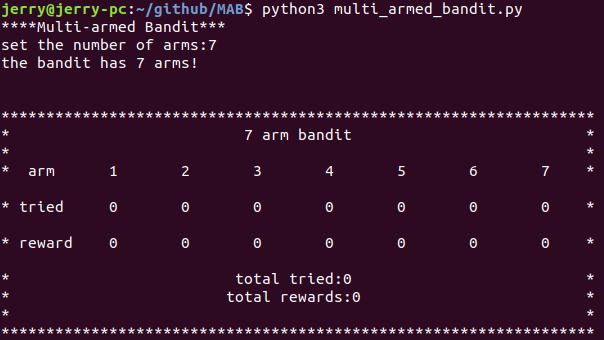 jerry@jerry-pc:~/github/MAB$ python3 multi_armed_bandit.py
****Multi-armed Bandit***
set the number of arms:7
the bandit has 7 arms!
******************************************************************
*                          7 arm bandit                          *
*                                                                *
*  arm      1       2       3       4       5       6       7    *
* tried     0       0       0       0       0       0       0    *
* reward    0       0       0       0       0       0       0    *
*                         total tried:0                          *
*                        total rewards:0                         *
*                                                                *
******************************************************************